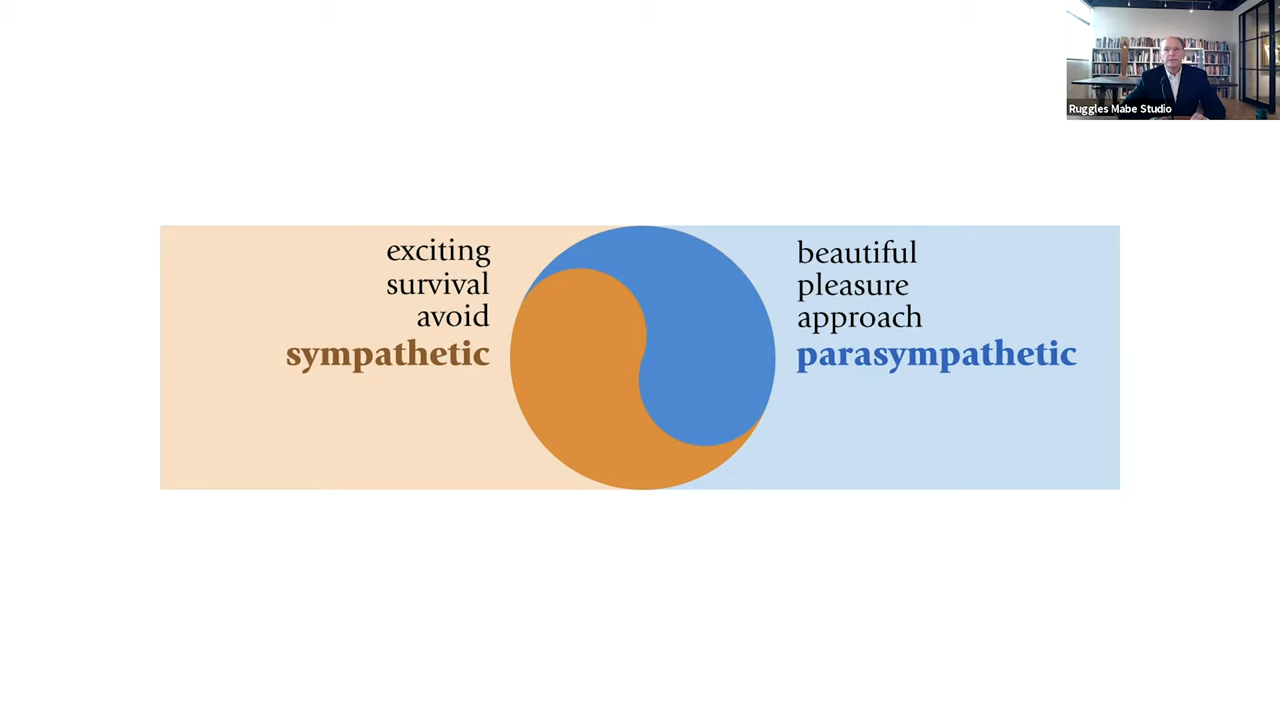 Ruggles Mabe Studio
exciting
survival
avoid
sympathetic
beautiful
pleasure
approach
parasympathetic